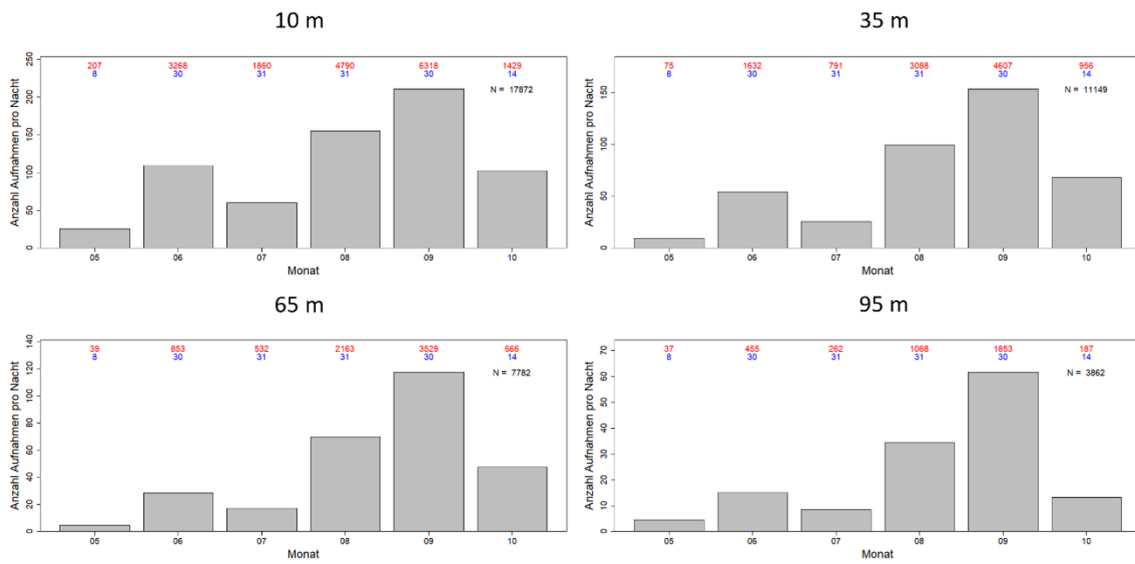 10 m
207 3268 1860 4790 6318 1429
8 30 31 31 30 14
N = 17872
Anzahl Aufnahmen pro Nacht
250
200
150
100
50
0
05 06 07 08 09 10
Monat
35 m
75 1632 791 3088 4607 956
8 30 31 31 30 14
N = 11149
Anzahl Aufnahmen pro Nacht
150
100
50
0
05 06 07 08 09 10
Monat
65 m
39 853 532 2163 3529 666
8 30 31 31 30 14
N = 7782
Anzahl Aufnahmen pro Nacht
140
120
100
80
60
40
20
0
05 06 07 08 09 10
Monat
95 m
37 455 262 1068 1853 187
8 30 31 31 30 14
N = 3862
Anzahl Aufnahmen pro Nacht
70
60
50
40
30
20
10
0
05 06 07 08 09 10
Monat